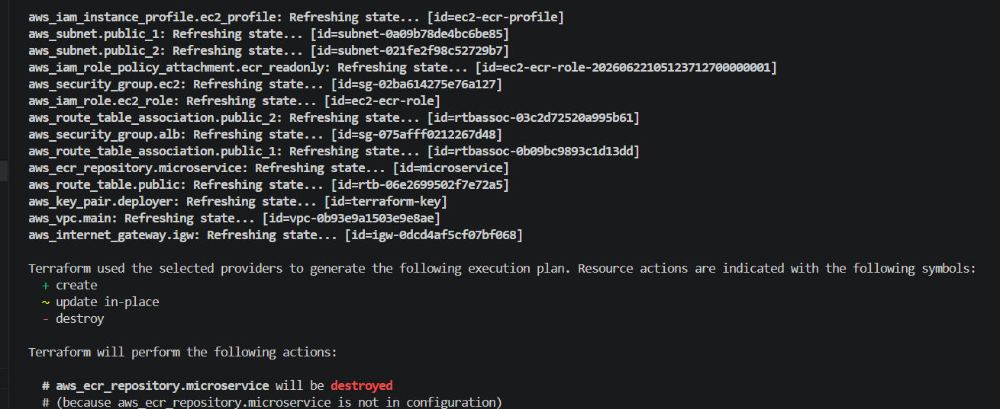 aws_iam_instance_profile.ec2_profile: Refreshing state... [id=ec2-ecr-profile]
aws_subnet.public_1: Refreshing state... [id=subnet-0a09b78de4bc6be85]
aws_subnet.public_2: Refreshing state... [id=subnet-021fe2f98c52729b7]
aws_iam_role_policy_attachment.ecr_readonly: Refreshing state... [id=ec2-ecr-role-20260622105123712700000001]
aws_security_group.ec2: Refreshing state... [id=sg-02ba614275e76a127]
aws_iam_role.ec2_role: Refreshing state... [id=ec2-ecr-role]
aws_route_table_association.public_2: Refreshing state... [id=rtbassoc-03c2d72520a995b61]
aws_security_group.alb: Refreshing state... [id=sg-075afff0212267d48]
aws_route_table_association.public_1: Refreshing state... [id=rtbassoc-0b09bc9893c1d13dd]
aws_ecr_repository.microservice: Refreshing state... [id=microservice]
aws_route_table.public: Refreshing state... [id=rtb-06e2699502f7e72a5]
aws_key_pair.deployer: Refreshing state... [id=terraform-key]
aws_vpc.main: Refreshing state... [id=vpc-0b93e9a1503e9e8ae]
aws_internet_gateway.igw: Refreshing state... [id=igw-0dcd4af5cf07bf068]
Terraform used the selected providers to generate the following execution plan. Resource actions are indicated with the following symbols:
+ create
~ update in-place
- destroy
Terraform will perform the following actions:
# aws_ecr_repository.microservice will be destroyed
# (because aws_ecr_repository.microservice is not in configuration)